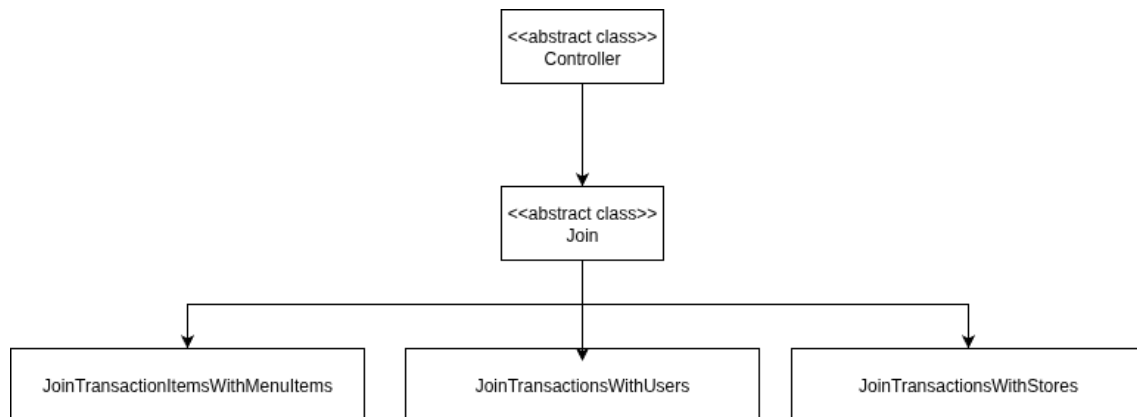 <<abstract class>>
Controller
<<abstract class>>
Join
JoinTransactionItemsWithMenuItems
JoinTransactionsWithUsers
JoinTransactionsWithStores